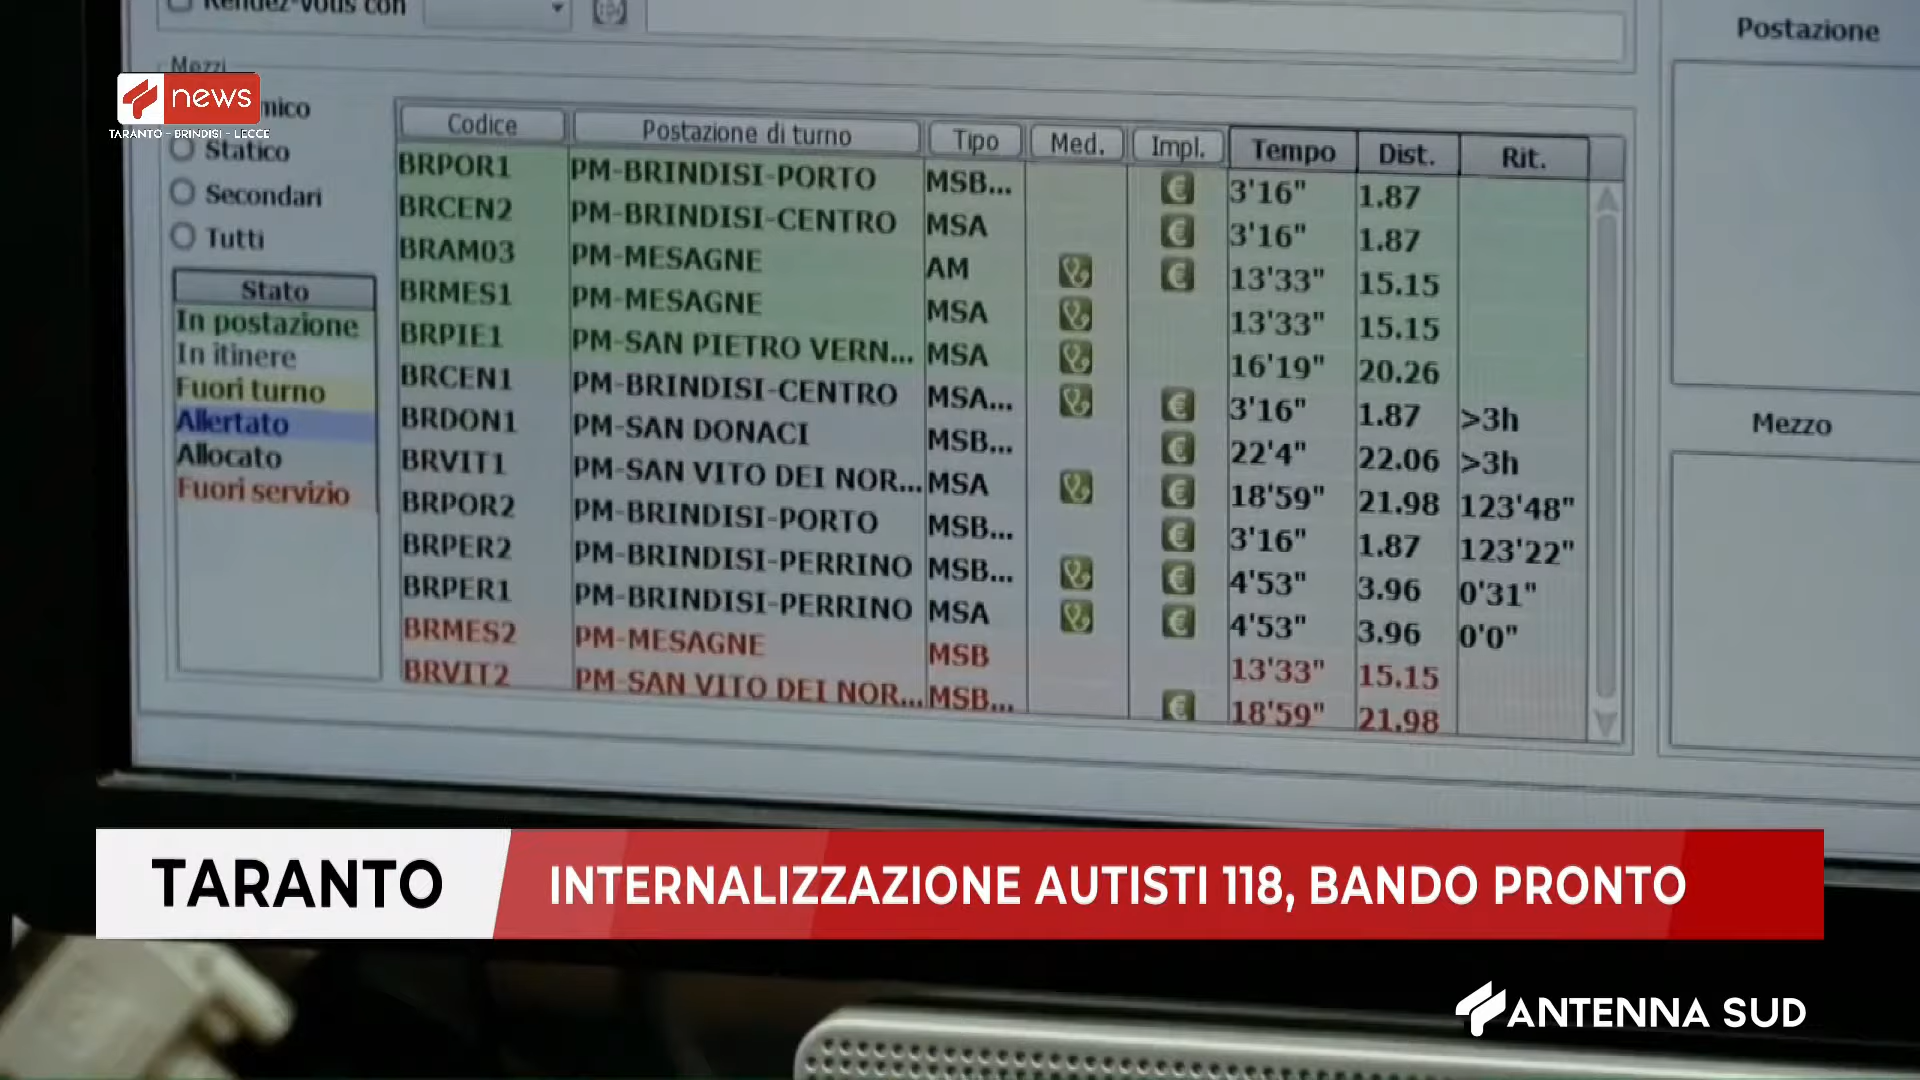 Rendez-vous con
Postazione
Mezzi
news
TARANTO - BRINDISI - LECCE
Statico
Secondari
Tutti
Stato
In postazione
In itinere
Fuori turno
Allertato
Allocato
Fuori servizio
Codice Postazione di turno Tipo Med. Impl. Tempo Dist. Rit.
BRPOR1 PM-BRINDISI-PORTO MSB... € 3'16" 1.87
BRCEN2 PM-BRINDISI-CENTRO MSA € 3'16" 1.87
BRAM03 PM-MESAGNE AM € 13'33" 15.15
BRMES1 PM-MESAGNE MSA 13'33" 15.15
BRPIE1 PM-SAN PIETRO VERN... MSA 16'19" 20.26
BRCEN1 PM-BRINDISI-CENTRO MSA... € 3'16" 1.87 >3h
BRDON1 PM-SAN DONACI MSB... € 22'4" 22.06 >3h
BRVIT1 PM-SAN VITO DEI NOR... MSA € 18'59" 21.98 123'48"
BRPOR2 PM-BRINDISI-PORTO MSB... € 3'16" 1.87 123'22"
BRPER2 PM-BRINDISI-PERRINO MSB... € 4'53" 3.96 0'31"
BRPER1 PM-BRINDISI-PERRINO MSA € 4'53" 3.96 0'0"
BRMES2 PM-MESAGNE MSB 13'33" 15.15
BRVIT2 PM-SAN VITO DEI NOR... MSB... € 18'59" 21.98
Mezzo
TARANTO INTERNALIZZAZIONE AUTISTI 118, BANDO PRONTO
ANTENNA SUD